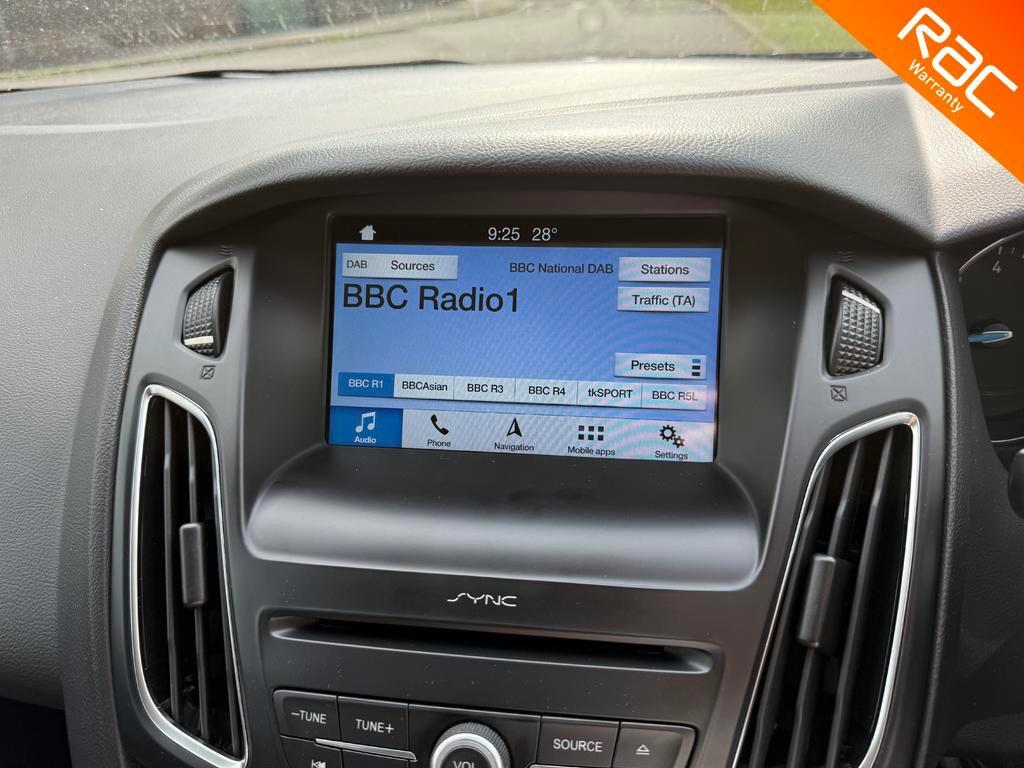 RAC
Warranty
9:25 28°
DAB Sources
BBC National DAB
Stations
BBC Radio1
Traffic (TA)
Presets
BBC R1 BBCAsian BBC R3 BBC R4 tkSPORT BBC R5L
Audio Phone Navigation Mobile apps Settings
4
SYNC
−TUNE TUNE+ VOL SOURCE